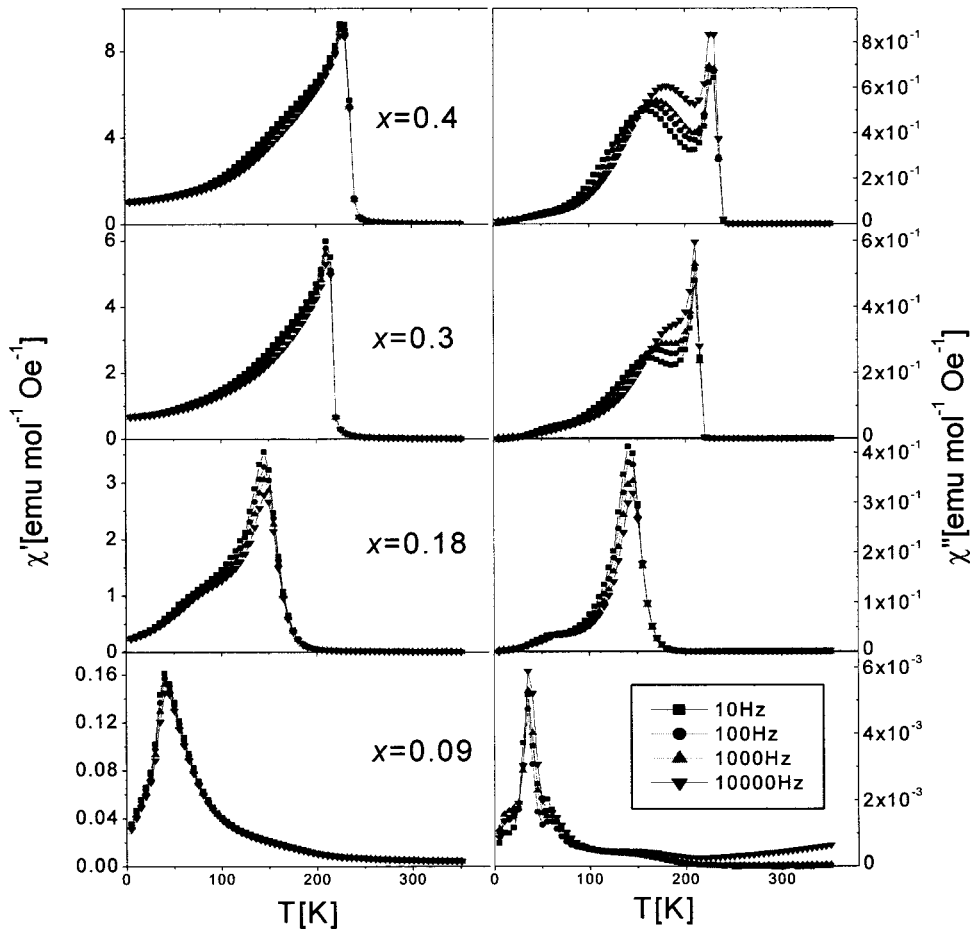 8
4
0
x=0.4
8x10⁻¹
6x10⁻¹
4x10⁻¹
2x10⁻¹
0
6
4
2
0
x=0.3
6x10⁻¹
4x10⁻¹
2x10⁻¹
0
3
2
1
0
x=0.18
4x10⁻¹
3x10⁻¹
2x10⁻¹
1x10⁻¹
0
0.16
0.12
0.08
0.04
0.00
x=0.09
6x10⁻³
4x10⁻³
2x10⁻³
0
10Hz
100Hz
1000Hz
10000Hz
0 100 200 300
0 100 200 300
T[K]
T[K]
χ'[emu mol⁻¹ Oe⁻¹]
χ"[emu mol⁻¹ Oe⁻¹]